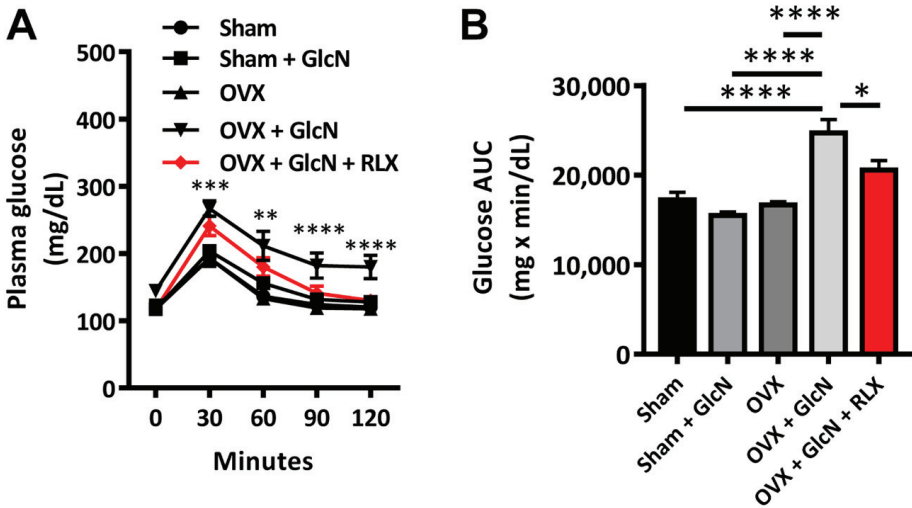 A
Sham
Sham + GlcN
OVX
OVX + GlcN
OVX + GlcN + RLX
Plasma glucose
(mg/dL)
500
400
300
200
100
0
***
**
****
****
0 30 60 90 120
Minutes
B
****
****
****
*
Glucose AUC
(mg x min/dL)
30,000
20,000
10,000
0
Sham
Sham + GlcN
OVX
OVX + GlcN
OVX + GlcN + RLX